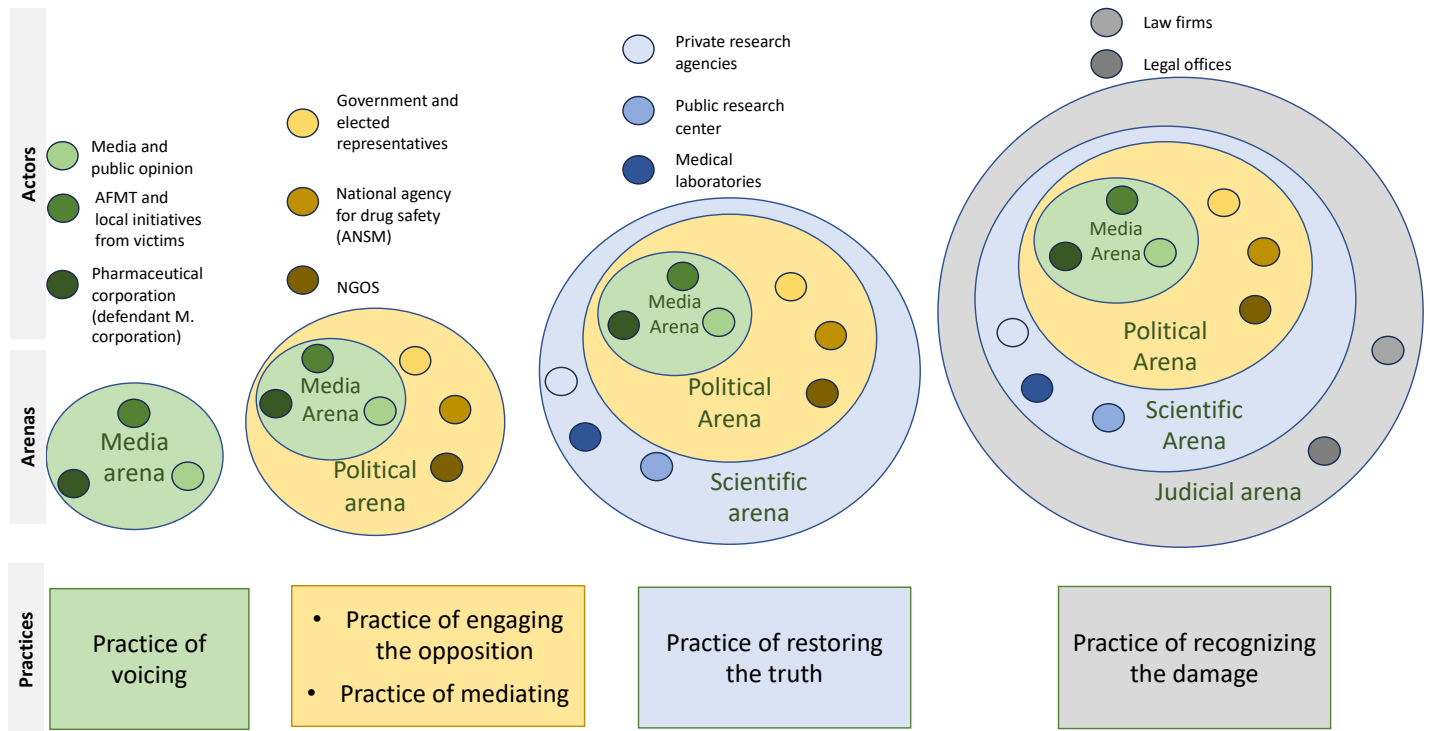 Actors
Media and
public opinion
AFMT and
local initiatives
from victims
Pharmaceutical
corporation
(defendant M.
corporation)
Government and
elected
representatives
National agency
for drug safety
(ANSM)
NGOS
Private research
agencies
Public research
center
Medical
laboratories
Law firms
Legal offices
Arenas
Media
arena
Media
Arena
Political
arena
Media
Arena
Political
Arena
Scientific
arena
Media
Arena
Political
Arena
Scientific
Arena
Judicial arena
Practices
Practice of
voicing
• Practice of engaging
the opposition
• Practice of mediating
Practice of restoring
the truth
Practice of recognizing
the damage